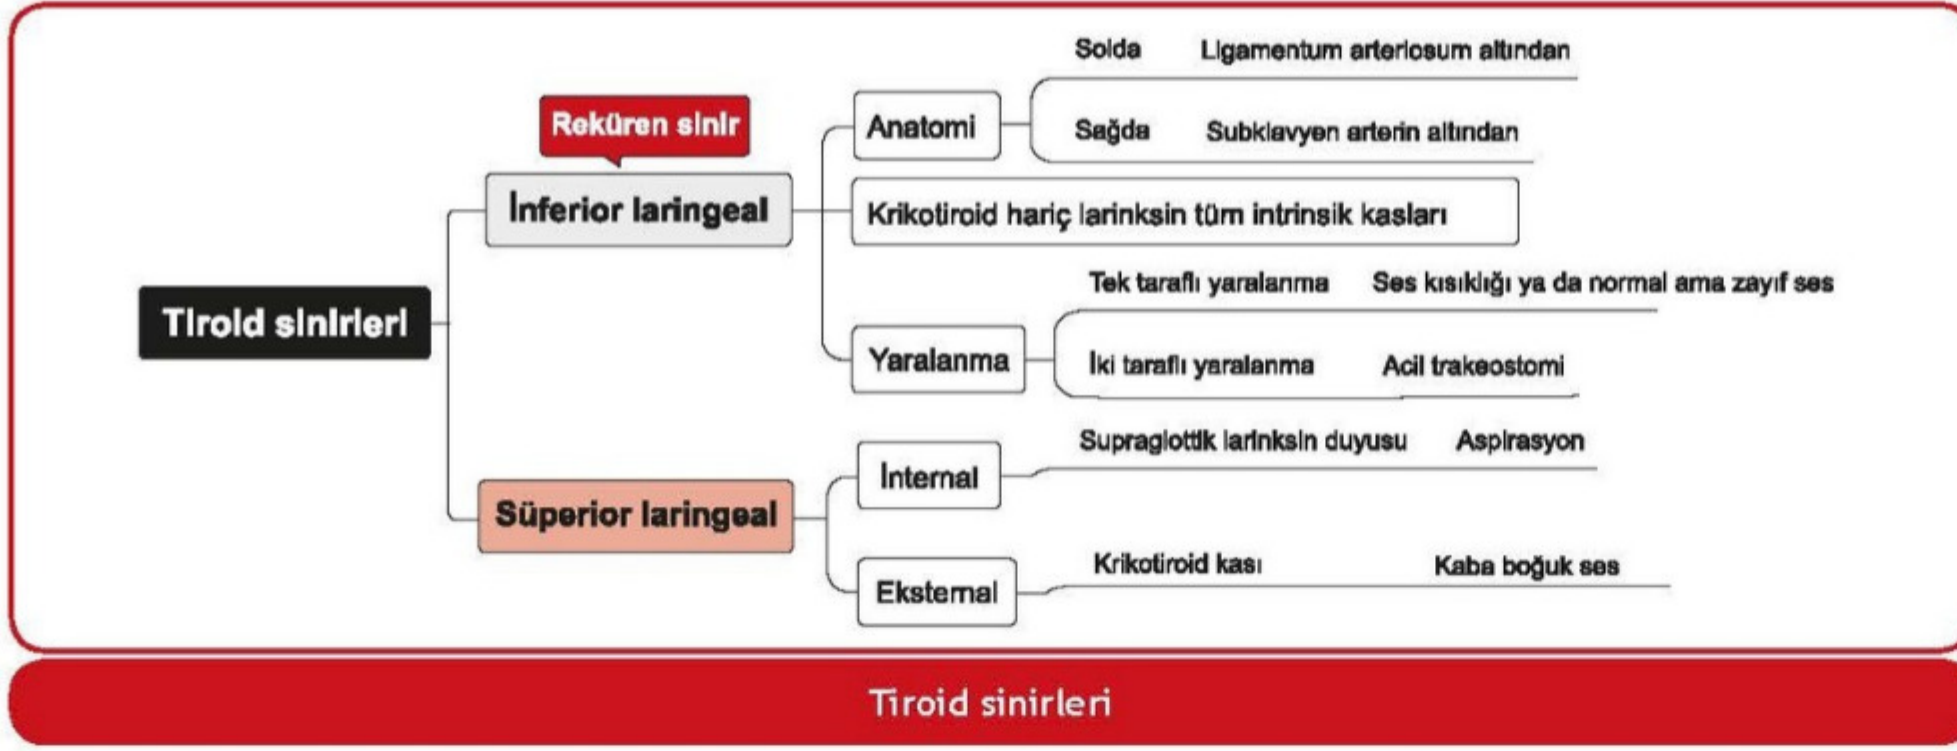 Tiroid sinirleri
Reküren sinir
İnferior laringeal
Anatomi
Solda Ligamentum arteriosum altından
Sağda Subklavyen arterin altından
Krikotiroid hariç larinksin tüm intrinsik kasları
Yaralanma
Tek taraflı yaralanma Ses kısıklığı ya da normal ama zayıf ses
İki taraflı yaralanma Acil trakeostomi
Süperior laringeal
İnternal
Supraglottik larinksin duyusu Aspirasyon
Eksternal
Krikotiroid kası Kaba boğuk ses
Tiroid sinirleri